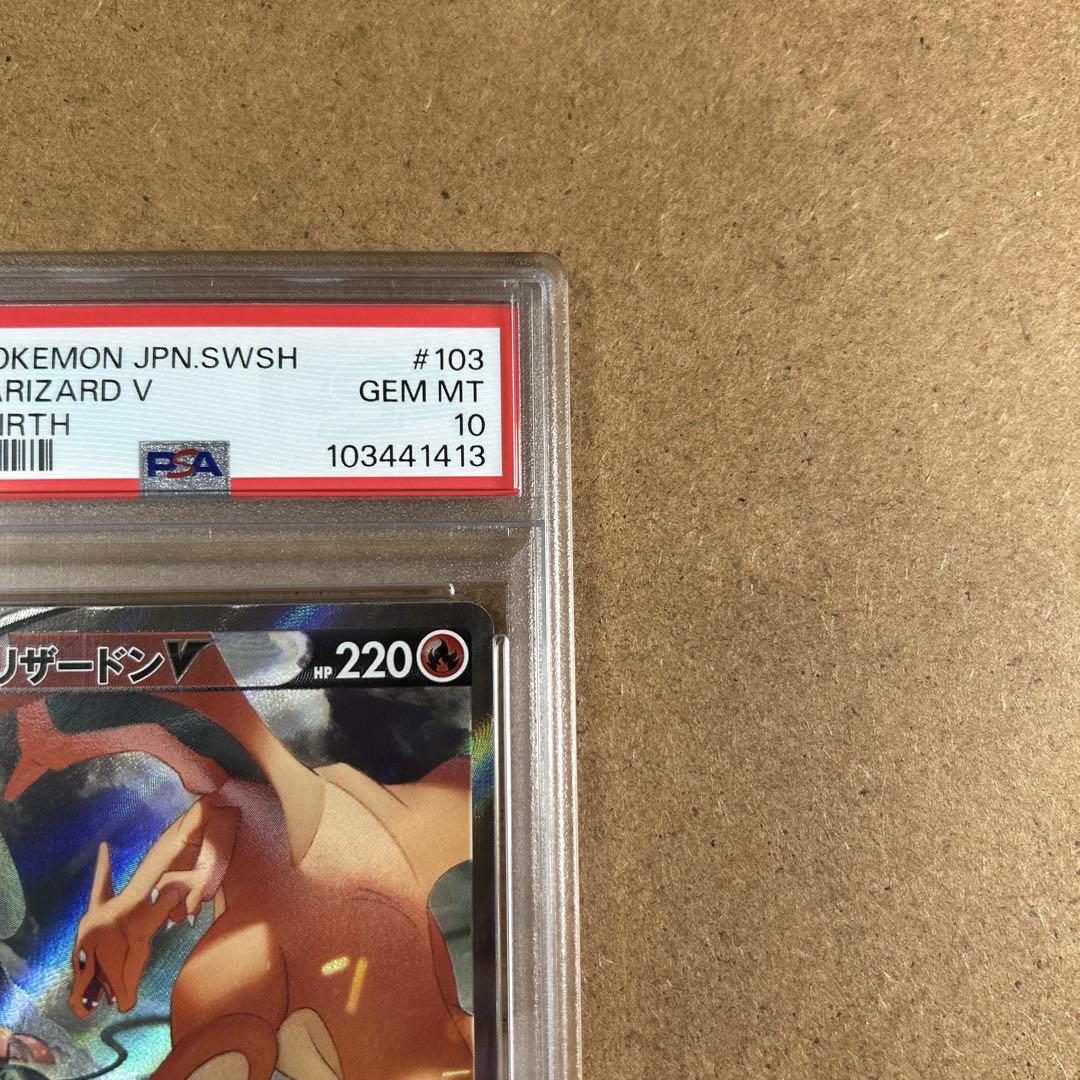 OKEMON JPN.SWSH #103
ARIZARD V GEM MT
IRTH 10
PSA 103441413
リザードンV HP 220